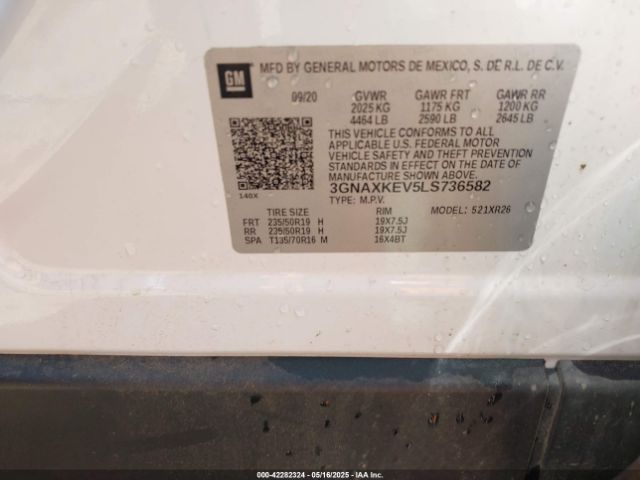 GM
MFD BY GENERAL MOTORS DE MEXICO, S. DE R.L. DE C.V.
09/20 GVWR GAWR FRT GAWR RR
2025 KG 1175 KG 1200 KG
4464 LB 2590 LB 2645 LB
THIS VEHICLE CONFORMS TO ALL
APPLICABLE U.S. FEDERAL MOTOR
VEHICLE SAFETY AND THEFT PREVENTION
STANDARDS IN EFFECT ON THE DATE OF
MANUFACTURE SHOWN ABOVE.
140X 3GNAXKEV5LS736582
TYPE: M.P.V. MODEL: 521XR26
TIRE SIZE RIM
FRT 235/50R19 H 19X7.5J
RR 235/50R19 H 19X7.5J
SPA T135/70R16 M 16X4BT
000-42282324 - 05/16/2025 - IAAI.COM